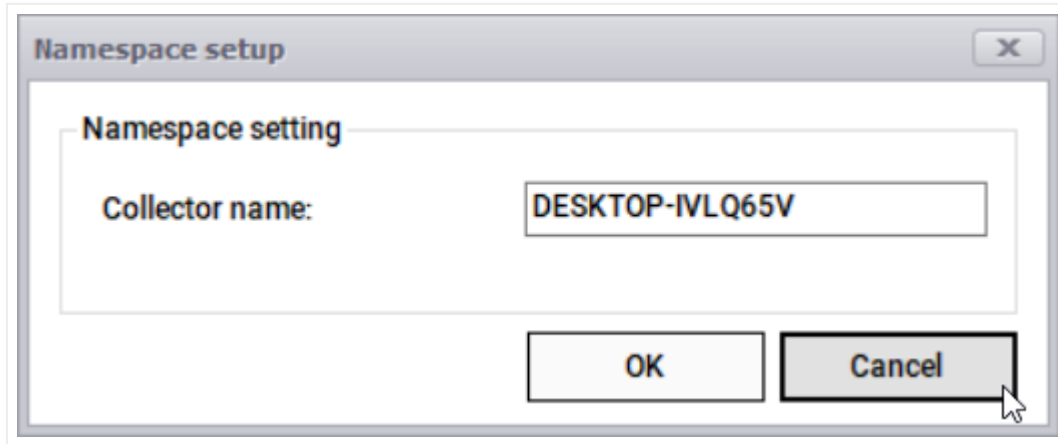 Namespace setup
Namespace setting
Collector name: DESKTOP-IVLQ65V
OK Cancel